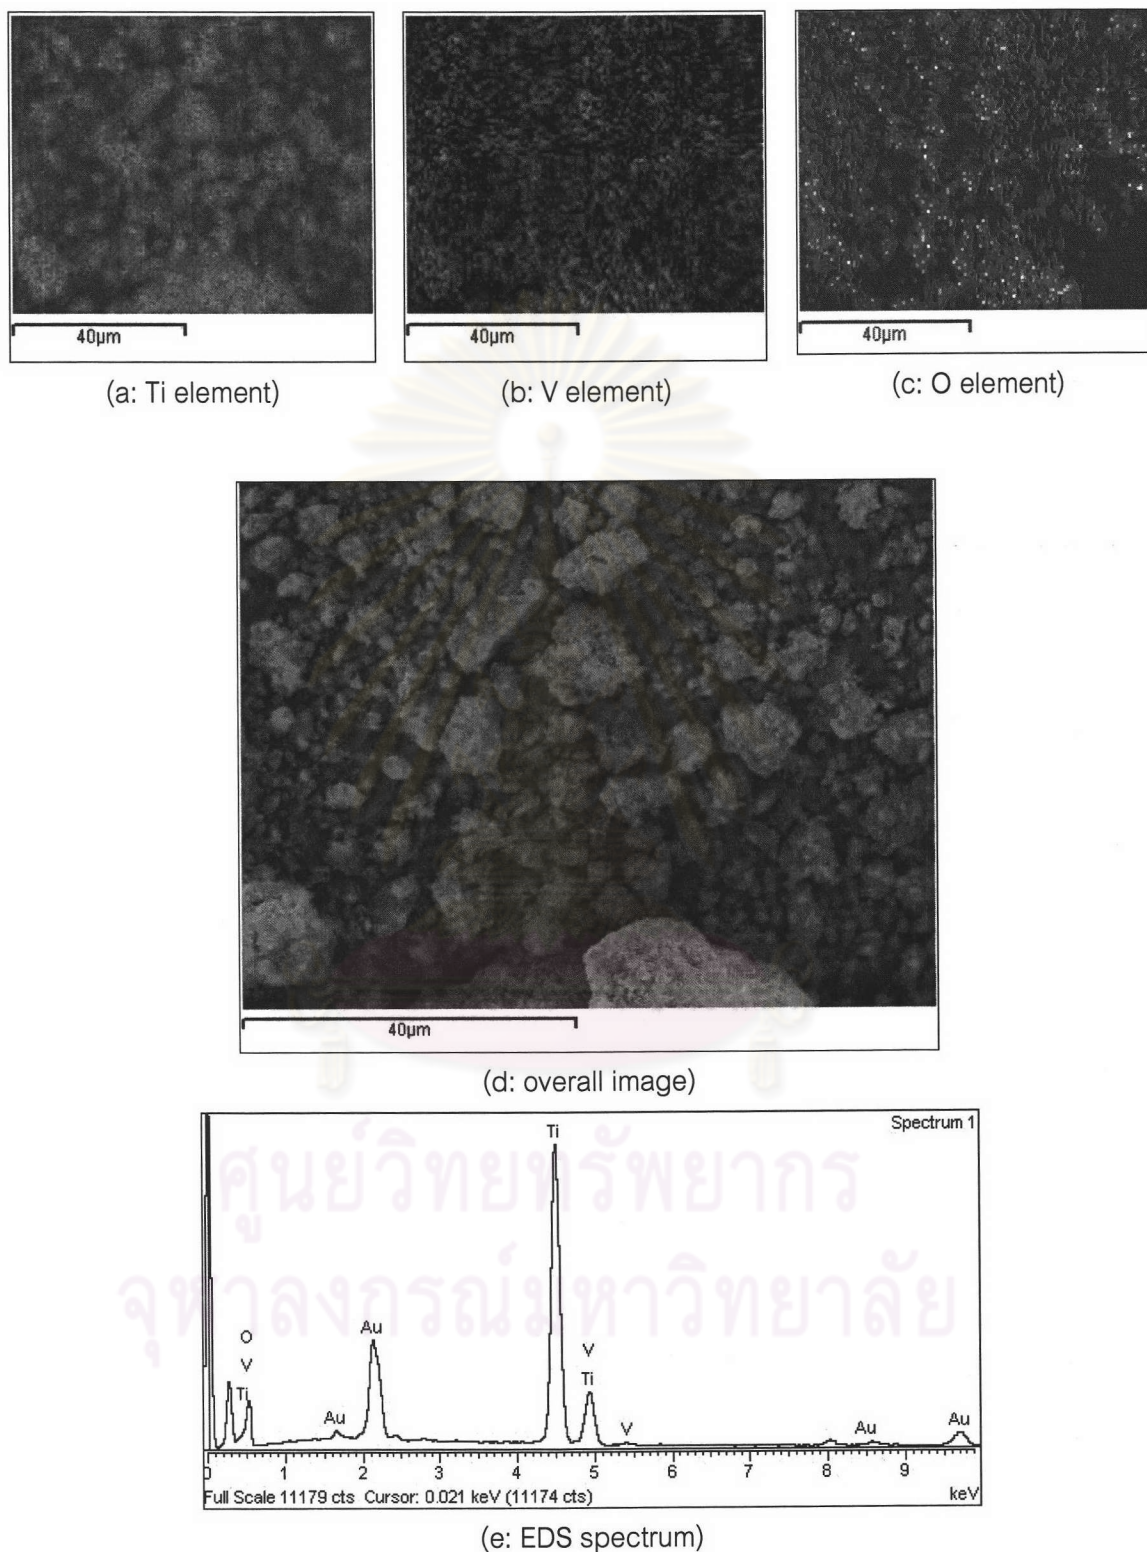 40µm
40µm
40µm
(a: Ti element)
(b: V element)
(c: O element)
40µm
(d: overall image)
Spectrum 1
Ti
O
V
Ti
Au
Au
V
Ti
V
Au
Au
0 1 2 3 4 5 6 7 8 9
Full Scale 11179 cts Cursor: 0.021 keV (11174 cts)
keV
(e: EDS spectrum)
ศูนย์วิทยทรัพยากร
จุฬาลงกรณ์มหาวิทยาลัย